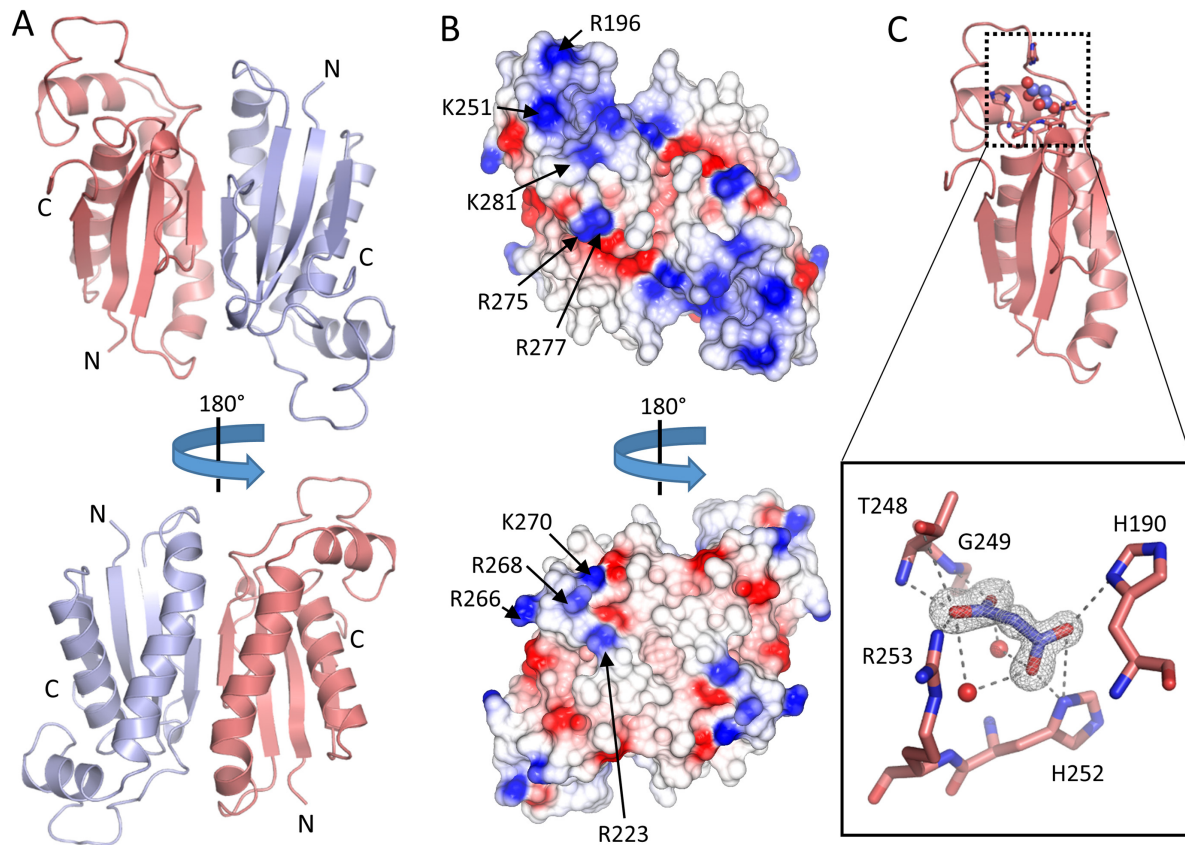 A
N
C
C
N
180°
N
C
C
N
B
R196
K251
K281
R275
R277
180°
K270
R268
R266
R223
C
T248
G249
H190
R253
H252